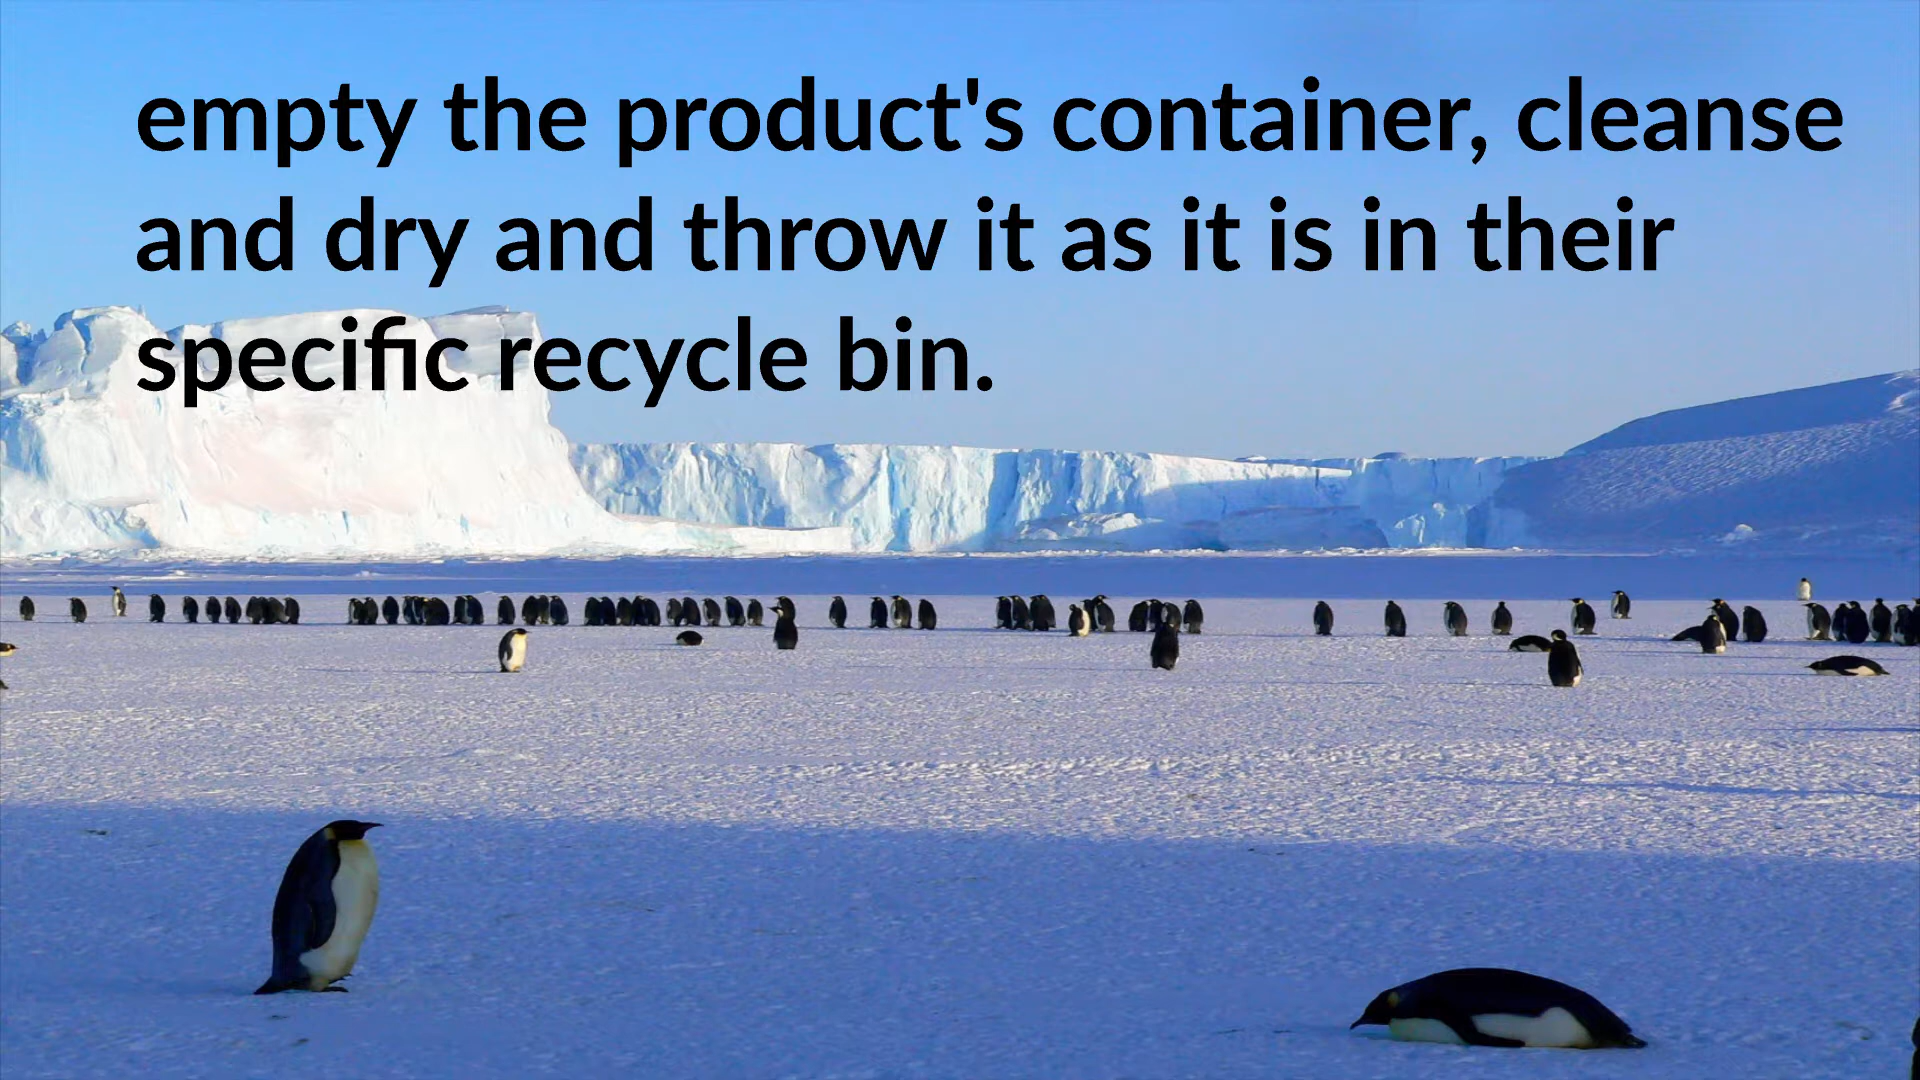 empty the product's container, cleanse
and dry and throw it as it is in their
specific recycle bin.